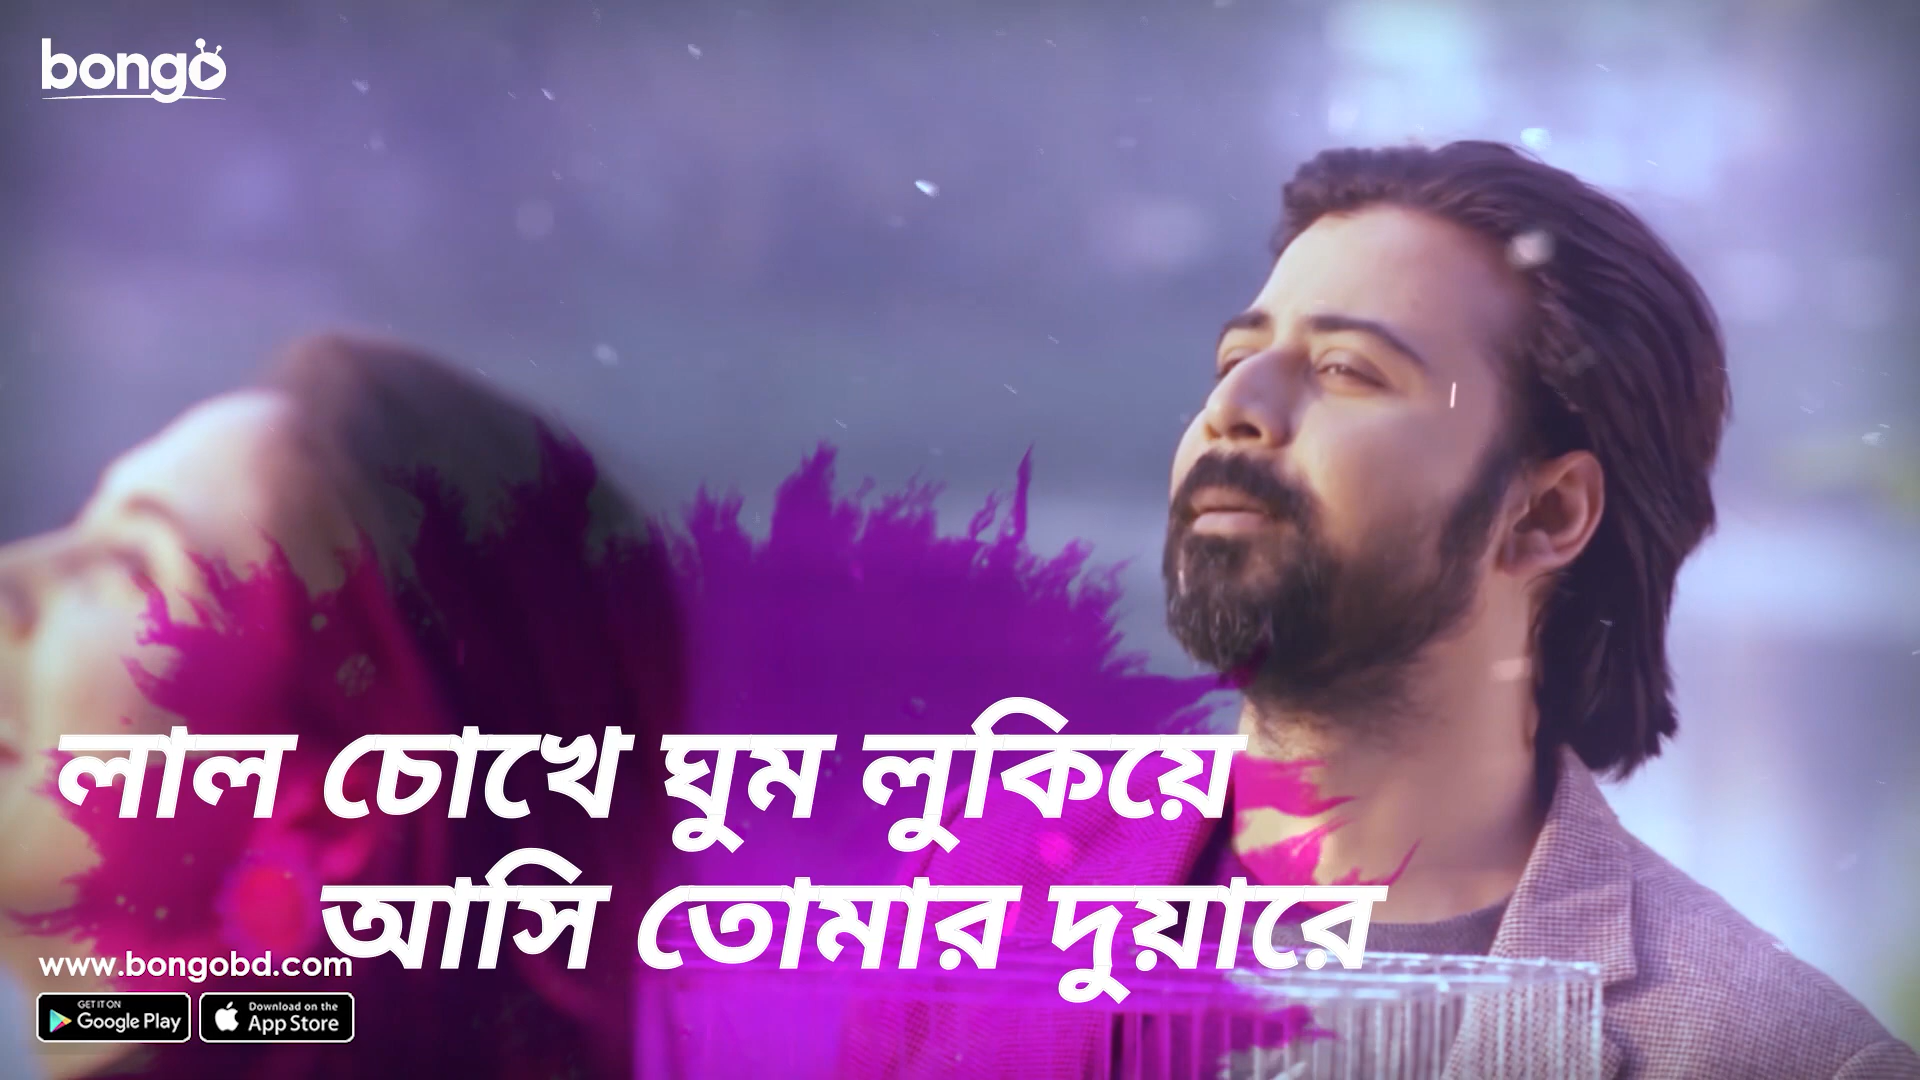 bongo
লাল চোখে ঘুম লুকিয়ে
আসি তোমার দুয়ারে
www.bongobd.com
GET IT ON
Google Play
Download on the
App Store